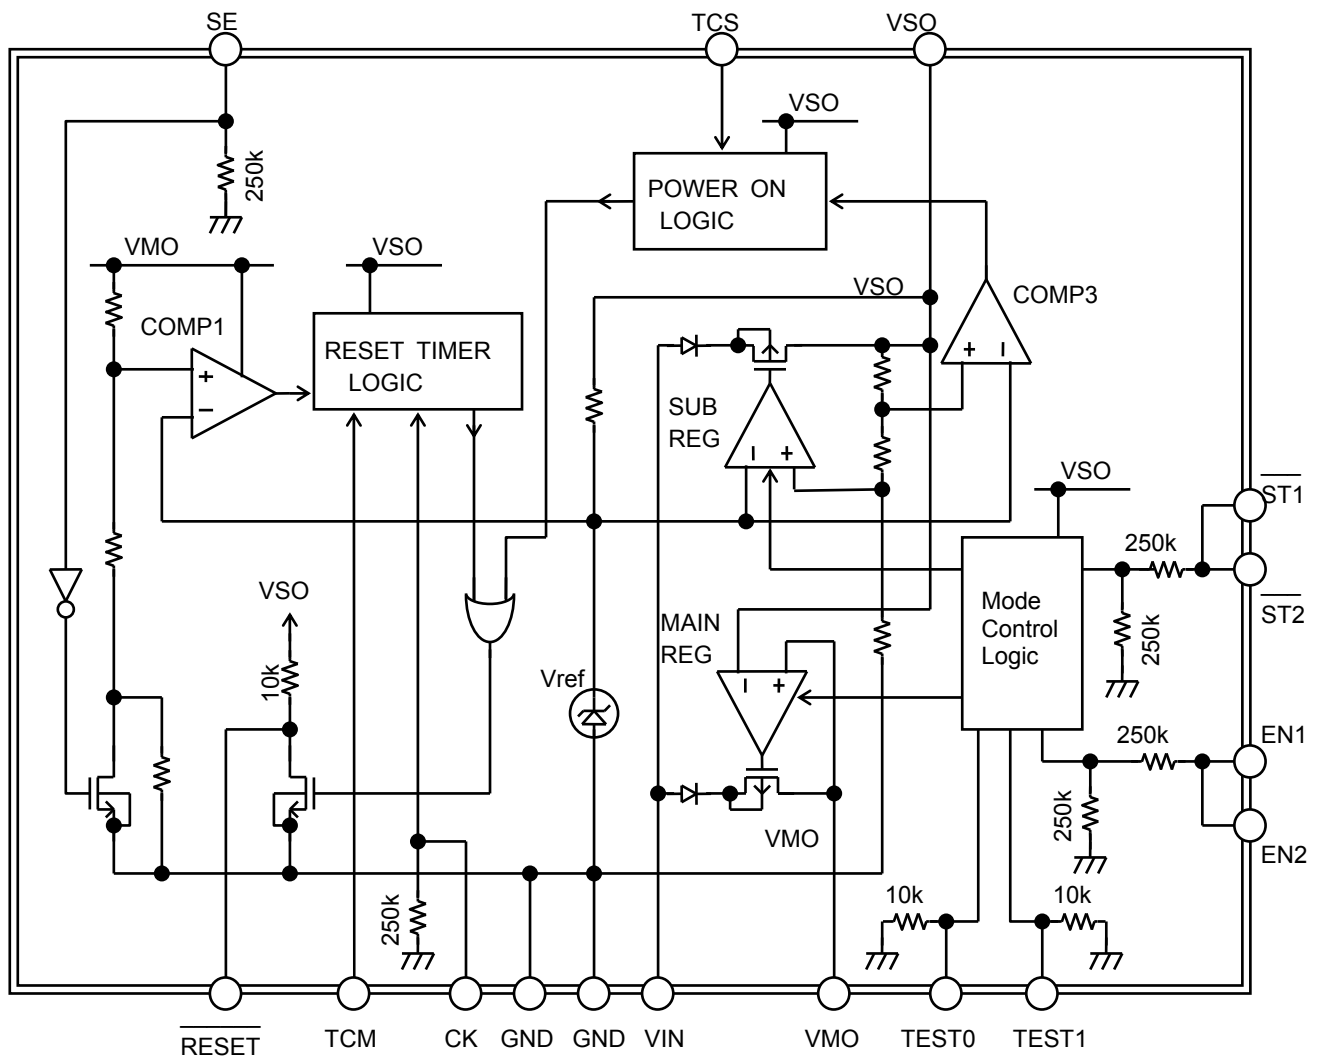 SE
TCS
VSO
VSO
250k
POWER ON
LOGIC
VMO
VSO
VSO
COMP3
COMP1
RESET TIMER
LOGIC
+
−
+
−
SUB
REG
−
+
VSO
ST1
250k
ST2
250k
VSO
Mode
Control
Logic
MAIN
REG
−
+
10k
Vref
EN1
250k
250k
EN2
VMO
250k
10k
10k
RESET
TCM
CK
GND
GND
VIN
VMO
TEST0
TEST1